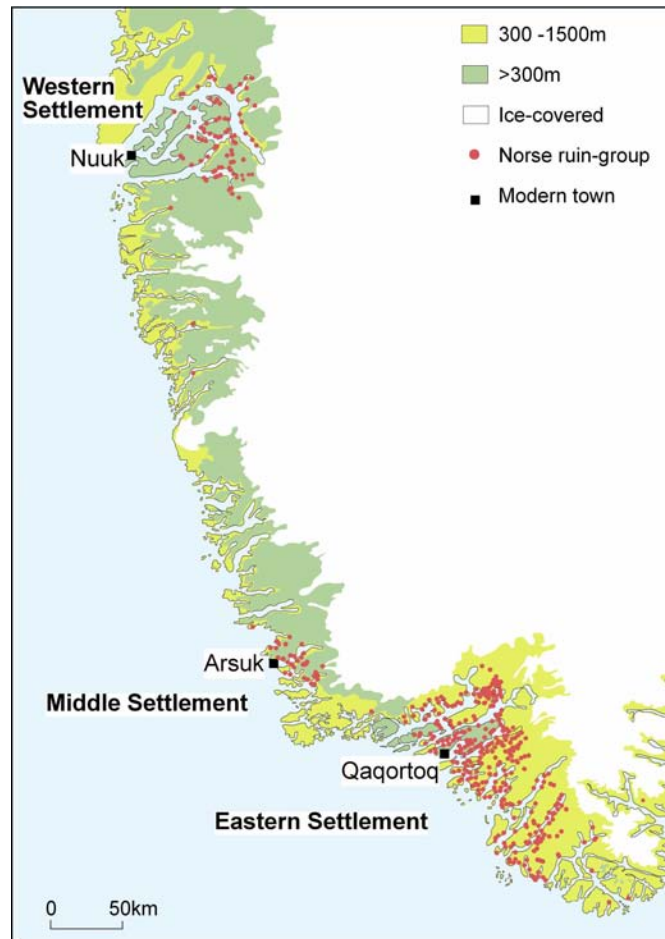 300 -1500m
>300m
Ice-covered
Norse ruin-group
Modern town
Western
Settlement
Nuuk
Arsuk
Middle Settlement
Qaqortoq
Eastern Settlement
0 50km